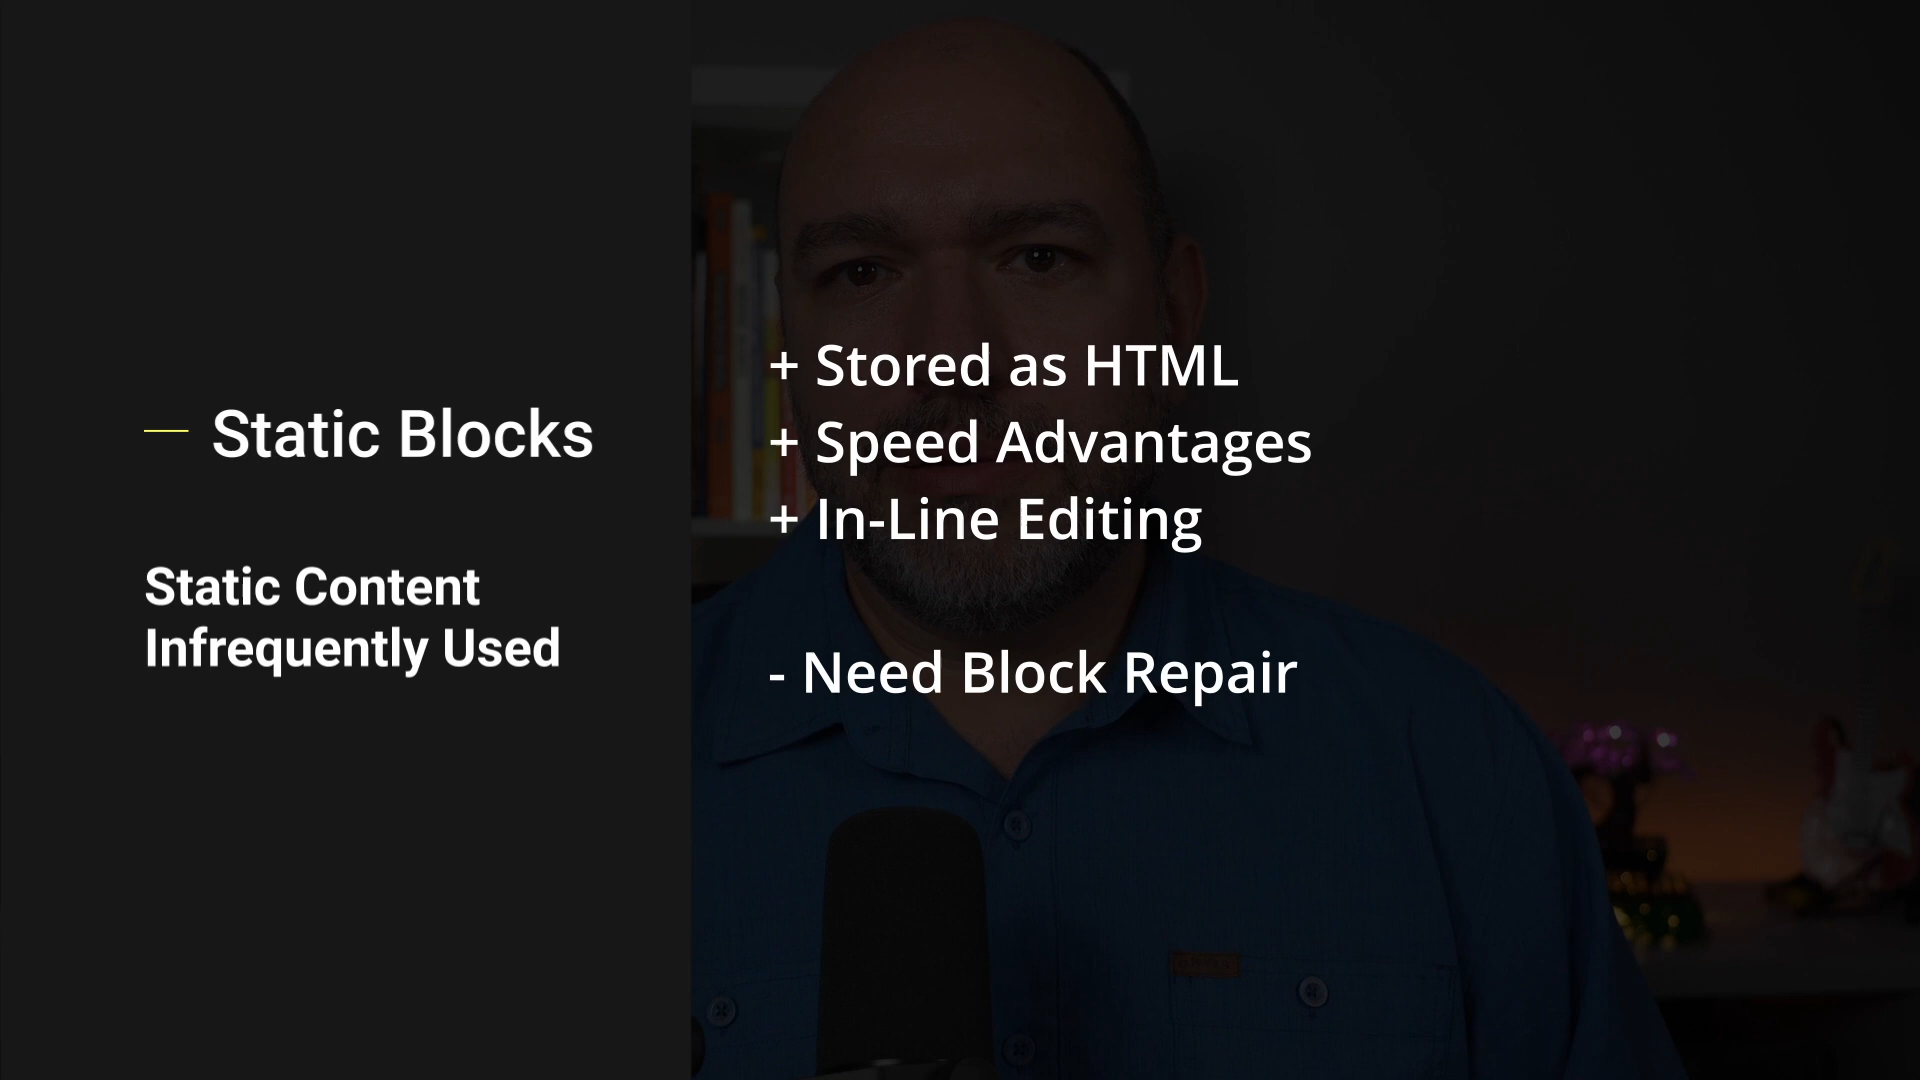 Static Blocks
Static Content
Infrequently Used
+ Stored as HTML
+ Speed Advantages
+ In-Line Editing
- Need Block Repair